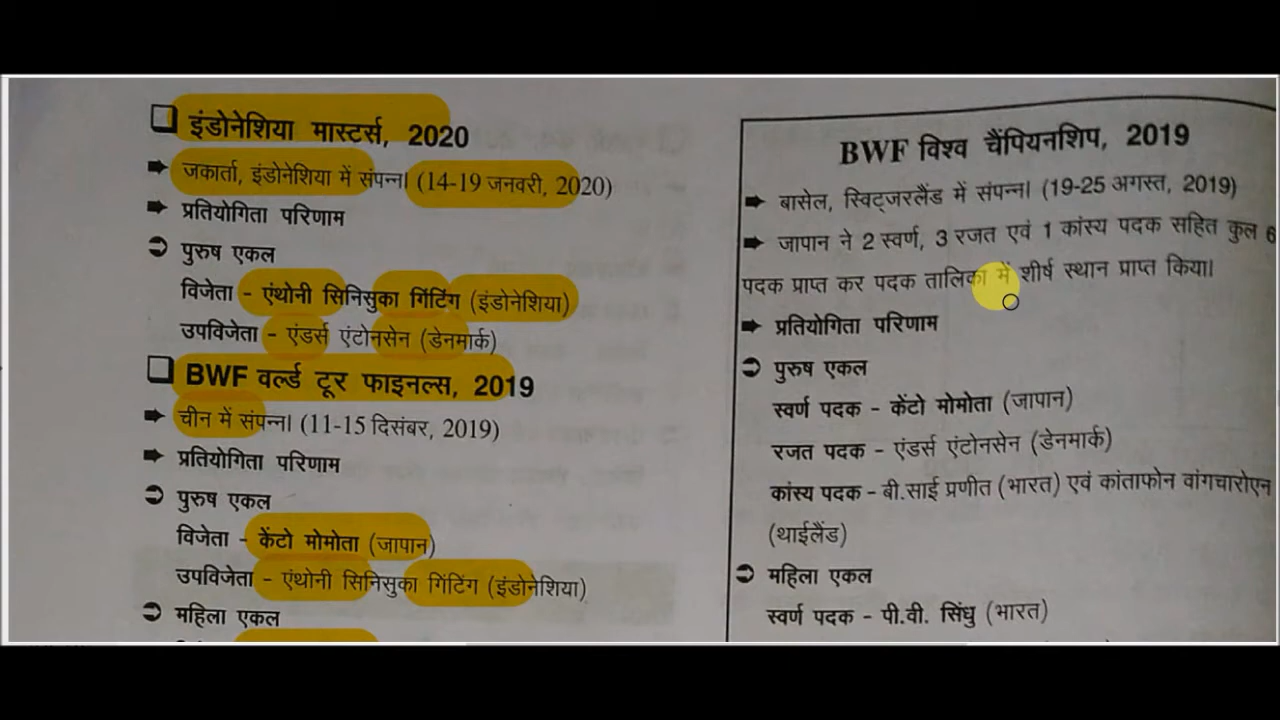 ❑ इंडोनेशिया मास्टर्स, 2020
➡ जकार्ता, इंडोनेशिया में संपन्न। (14-19 जनवरी, 2020)
➡ प्रतियोगिता परिणाम
⊃ पुरुष एकल
विजेता - एंथोनी सिनिसुका गिंटिंग (इंडोनेशिया)
उपविजेता - एंडर्स एंटोनसेन (डेनमार्क)
❑ BWF वर्ल्ड टूर फाइनल्स, 2019
➡ चीन में संपन्न। (11-15 दिसंबर, 2019)
➡ प्रतियोगिता परिणाम
⊃ पुरुष एकल
विजेता - केंटो मोमोता (जापान)
उपविजेता - एंथोनी सिनिसुका गिंटिंग (इंडोनेशिया)
⊃ महिला एकल
BWF विश्व चैंपियनशिप, 2019
➡ बासेल, स्विट्जरलैंड में संपन्न। (19-25 अगस्त, 2019)
➡ जापान ने 2 स्वर्ण, 3 रजत एवं 1 कांस्य पदक सहित कुल 6
पदक प्राप्त कर पदक तालिका में शीर्ष स्थान प्राप्त किया।
➡ प्रतियोगिता परिणाम
⊃ पुरुष एकल
स्वर्ण पदक - केंटो मोमोता (जापान)
रजत पदक - एंडर्स एंटोनसेन (डेनमार्क)
कांस्य पदक - बी.साई प्रणीत (भारत) एवं कांताफोन वांगचारोएन
(थाईलैंड)
⊃ महिला एकल
स्वर्ण पदक - पी.वी. सिंधु (भारत)